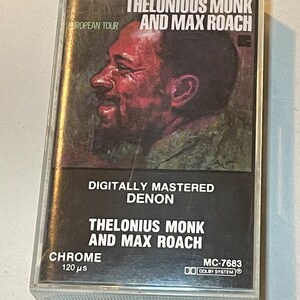 THELONIOUS MONK
AND MAX ROACH
EUROPEAN TOUR
DIGITALLY MASTERED
DENON
THELONIUS MONK
AND MAX ROACH
CHROME
120 µs
MC-7683
DOLBY SYSTEM